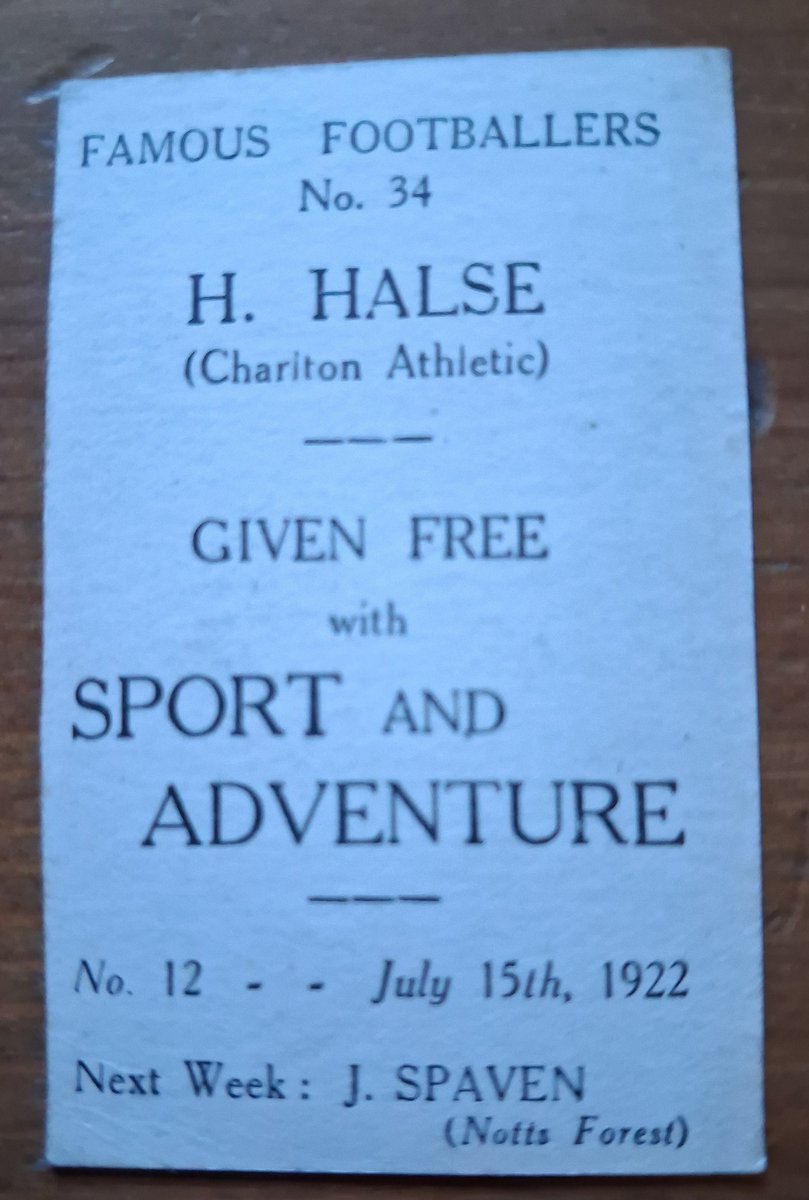 FAMOUS FOOTBALLERS
No. 34
H. HALSE
(Charlton Athletic)
GIVEN FREE
with
SPORT AND
ADVENTURE
No. 12 - - July 15th, 1922
Next Week: J. SPAVEN
(Notts Forest)